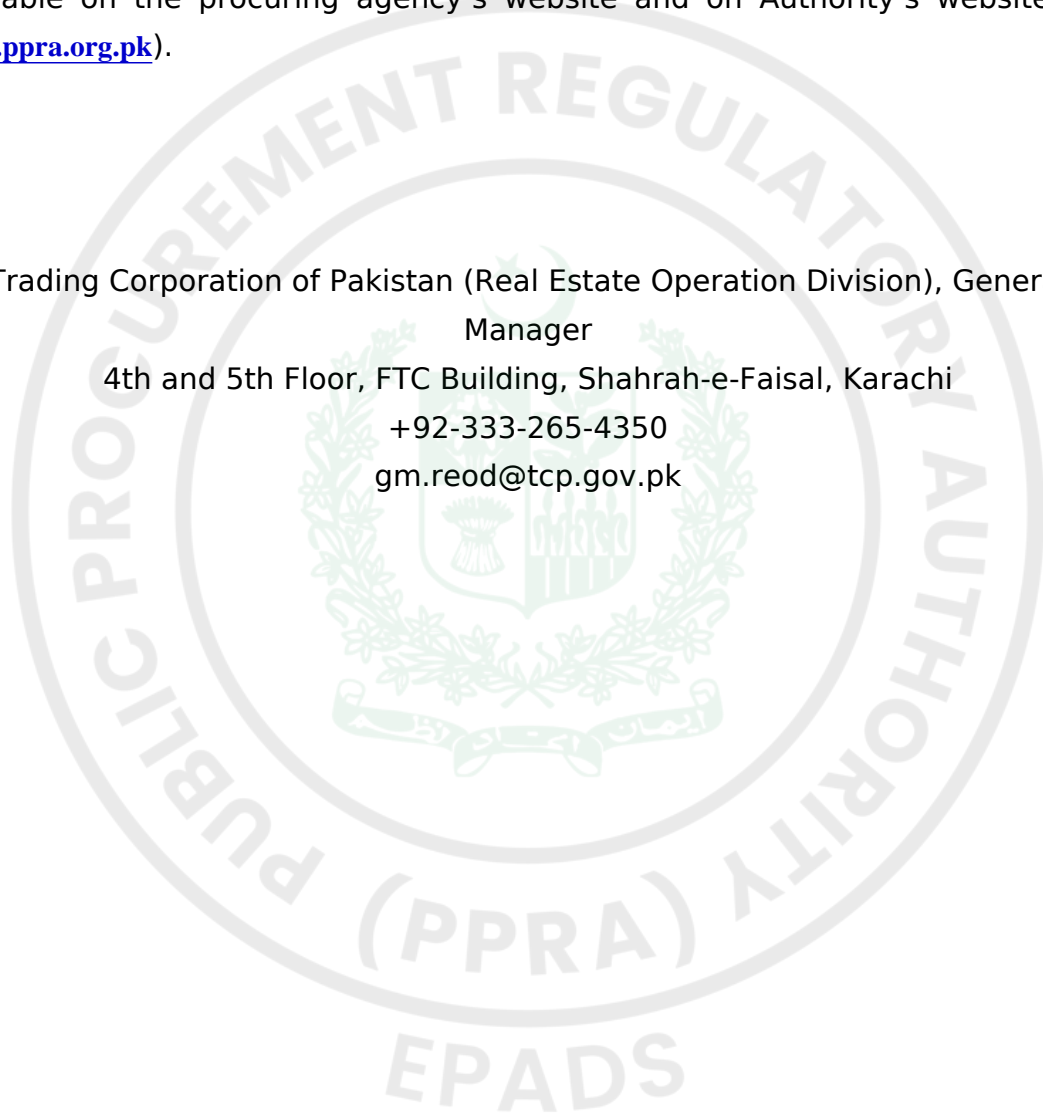 able on the procuring agency's website and on Authority's website
.ppra.org.pk).
Trading Corporation of Pakistan (Real Estate Operation Division), Gener
Manager
4th and 5th Floor, FTC Building, Shahrah-e-Faisal, Karachi
+92-333-265-4350
gm.reod@tcp.gov.pk
PUBLIC PROCUREMENT REGULATORY AUTHORITY
(PPRA)
EPADS